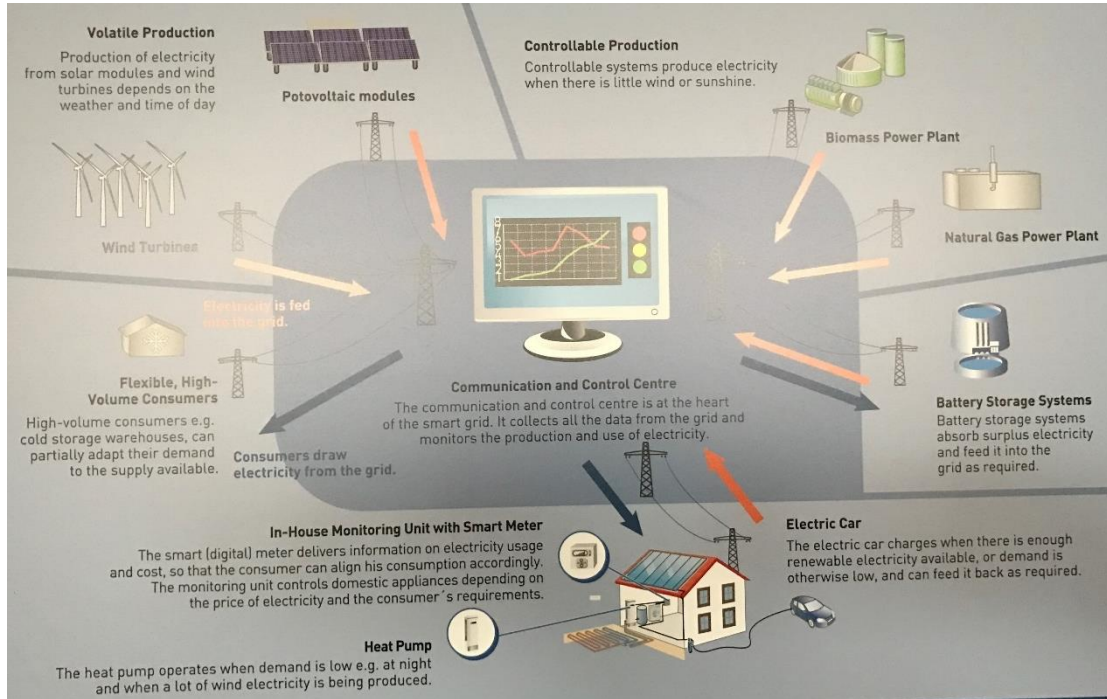 Volatile Production
Production of electricity
from solar modules and wind
turbines depends on the
weather and time of day
Potovoltaic modules
Wind Turbines
Controllable Production
Controllable systems produce electricity
when there is little wind or sunshine.
Biomass Power Plant
Natural Gas Power Plant
Electricity is fed
into the grid.
8
7
6
5
4
3
2
1
Flexible, High-
Volume Consumers
High-volume consumers e.g.
cold storage warehouses, can
partially adapt their demand
to the supply available.
Consumers draw
electricity from the grid.
Communication and Control Centre
The communication and control centre is at the heart
of the smart grid. It collects all the data from the grid and
monitors the production and use of electricity.
Battery Storage Systems
Battery storage systems
absorb surplus electricity
and feed it into the
grid as required.
In-House Monitoring Unit with Smart Meter
The smart (digital) meter delivers information on electricity usage
and cost, so that the consumer can align his consumption accordingly.
The monitoring unit controls domestic appliances depending on
the price of electricity and the consumer´s requirements.
Electric Car
The electric car charges when there is enough
renewable electricity available, or demand is
otherwise low, and can feed it back as required.
Heat Pump
The heat pump operates when demand is low e.g. at night
and when a lot of wind electricity is being produced.